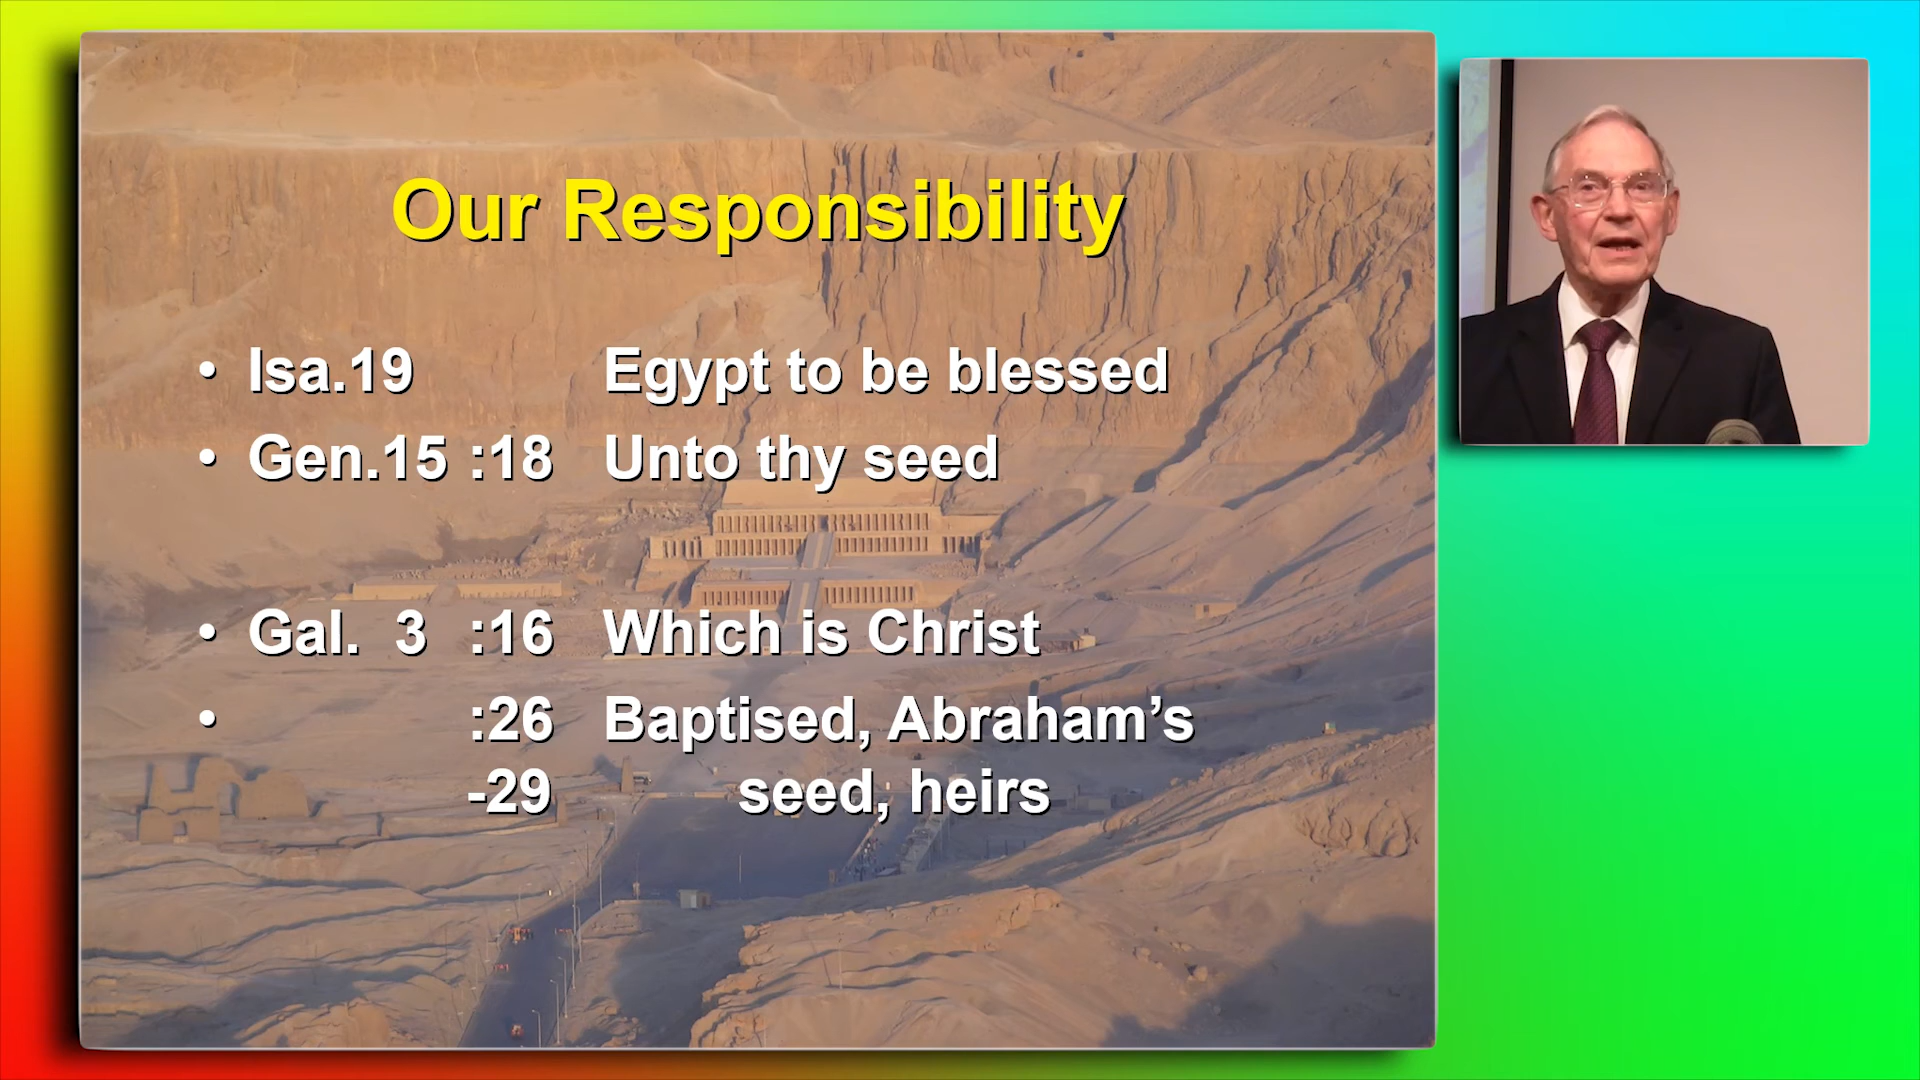 Our Responsibility
• Isa.19 Egypt to be blessed
• Gen.15 :18 Unto thy seed
• Gal. 3 :16 Which is Christ
• :26 Baptised, Abraham’s
-29 seed, heirs